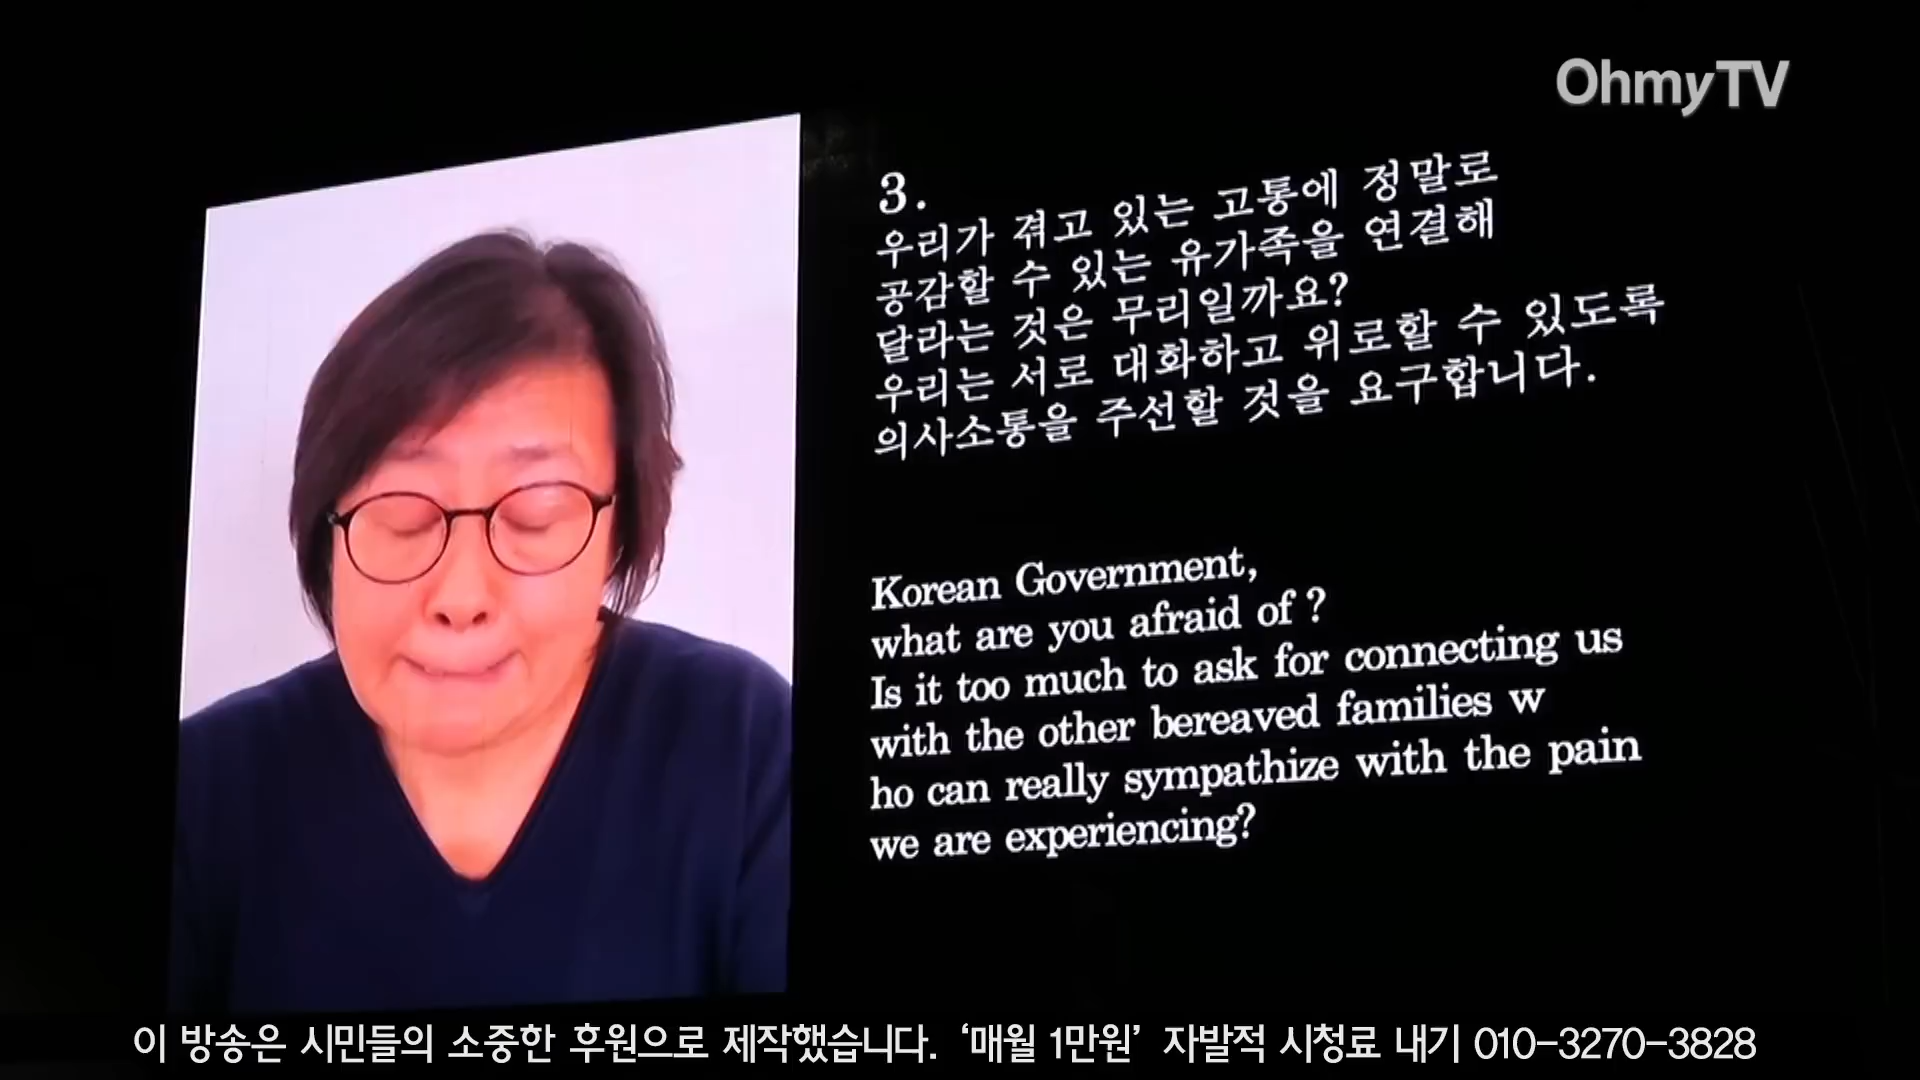 OhmyTV
3.
우리가 겪고 있는 고통에 정말로
공감할 수 있는 유가족을 연결해
달라는 것은 무리일까요?
우리는 서로 대화하고 위로할 수 있도록
의사소통을 주선할 것을 요구합니다.
Korean Government,
what are you afraid of ?
Is it too much to ask for connecting us
with the other bereaved families w
ho can really sympathize with the pain
we are experiencing?
이 방송은 시민들의 소중한 후원으로 제작했습니다. ‘매월 1만원’ 자발적 시청료 내기 010-3270-3828